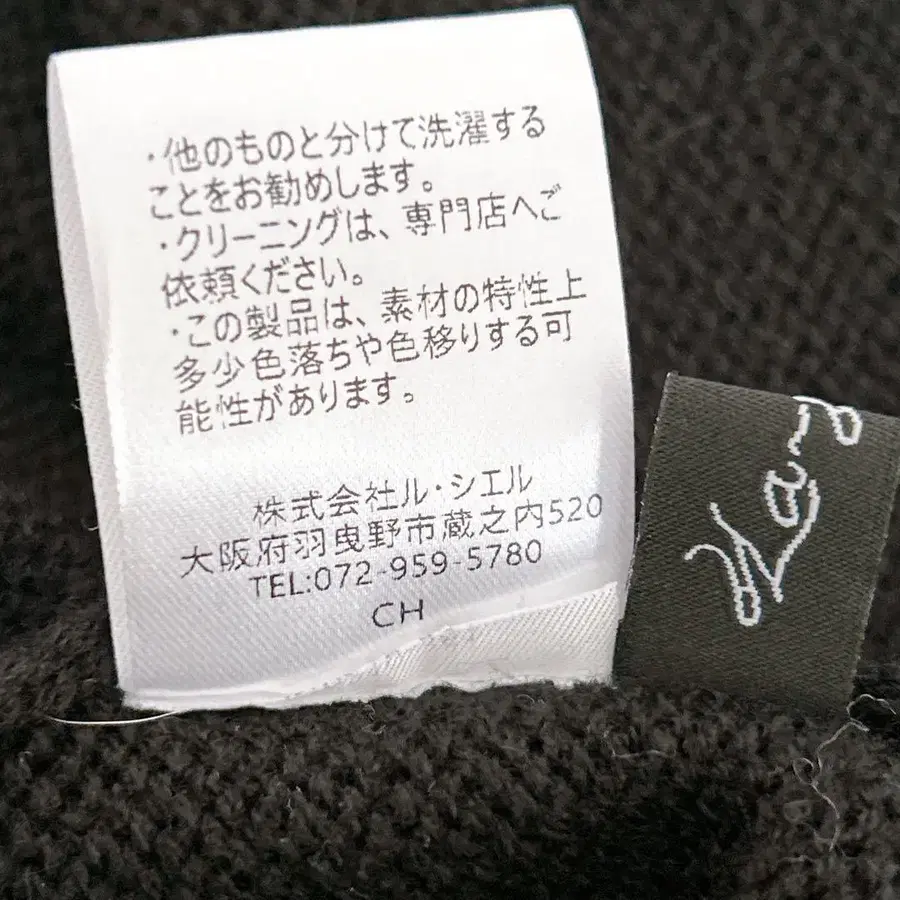 ・他のものと分けて洗濯する
ことをお勧めします。
・クリーニングは、専門店へご
依頼ください。
・この製品は、素材の特性上
多少色落ちや色移りする可
能性があります。
株式会社ル・シエル
大阪府羽曳野市蔵之内520
TEL:072-959-5780
CH